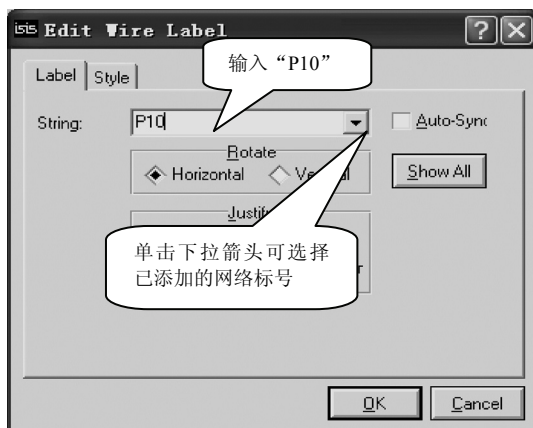 isis Edit Wire Label
Label Style
输入“P10”
String: P10 Auto-Sync
Rotate
Horizontal
Show All
单击下拉箭头可选择
已添加的网络标号
OK Cancel